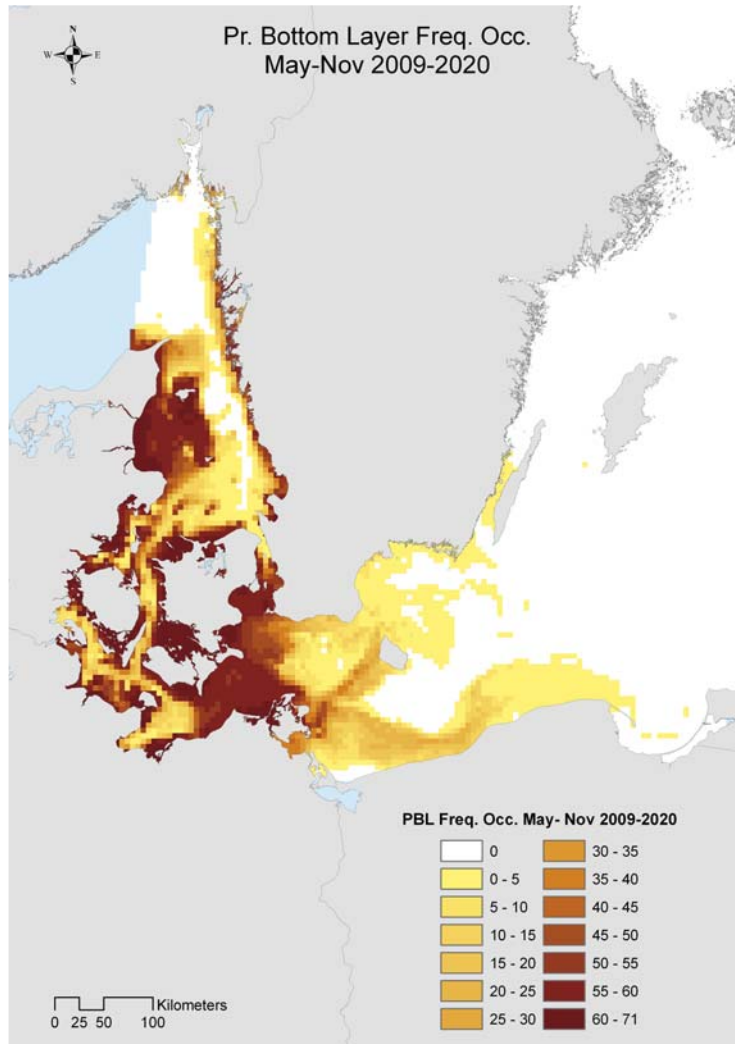 Pr. Bottom Layer Freq. Occ.
May-Nov 2009-2020
N
W E
S
PBL Freq. Occ. May- Nov 2009-2020
0
0 - 5
5 - 10
10 - 15
15 - 20
20 - 25
25 - 30
30 - 35
35 - 40
40 - 45
45 - 50
50 - 55
55 - 60
60 - 71
Kilometers
0 25 50 100